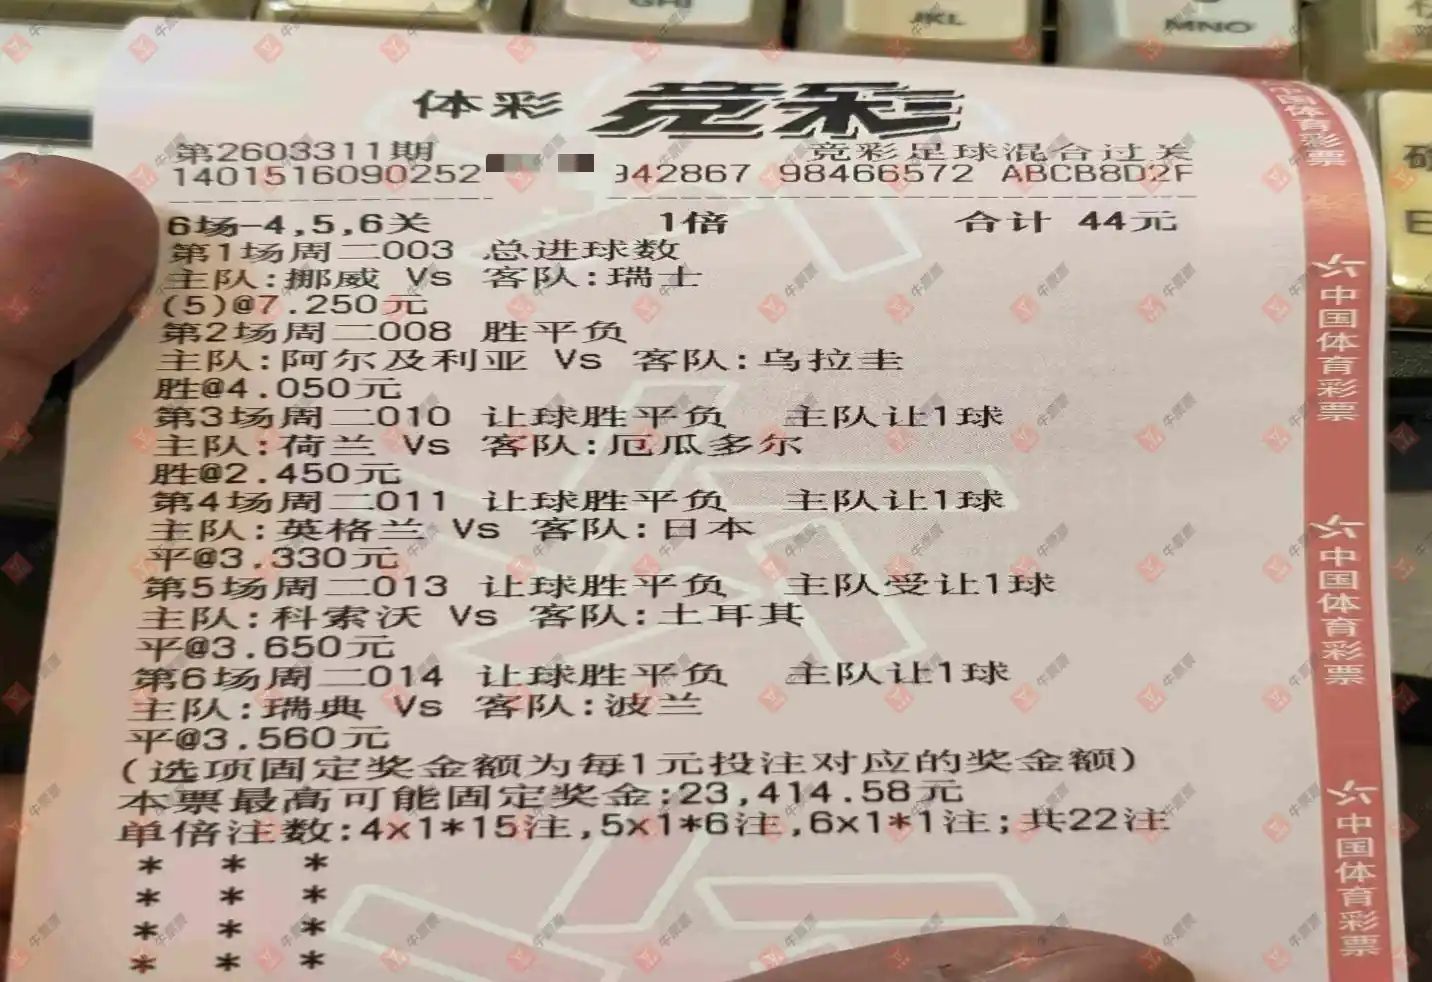 GHI
JKL
MNO
体彩 竞彩
第2603311期 竞彩足球混合过关
1401516090252 942867 98466572 ABCB8D2F
6场-4,5,6关 1倍 合计 44元
第1场周二003 总进球数
主队:挪威 Vs 客队:瑞士
(5)@7.250元
第2场周二008 胜平负
主队:阿尔及利亚 Vs 客队:乌拉圭
胜@4.050元
第3场周二010 让球胜平负 主队让1球
主队:荷兰 Vs 客队:厄瓜多尔
胜@2.450元
第4场周二011 让球胜平负 主队让1球
主队:英格兰 Vs 客队:日本
平@3.330元
第5场周二013 让球胜平负 主队受让1球
主队:科索沃 Vs 客队:土耳其
平@3.650元
第6场周二014 让球胜平负 主队让1球
主队:瑞典 Vs 客队:波兰
平@3.560元
(选项固定奖金额为每1元投注对应的奖金额)
本票最高可能固定奖金:23,414.58元
单倍注数:4x1*15注,5x1*6注,6x1*1注;共22注
* * *
* * *
* * *
* * *
中国体育彩票
中国体育彩票
中国体育彩票
中国体育彩票
牛票票